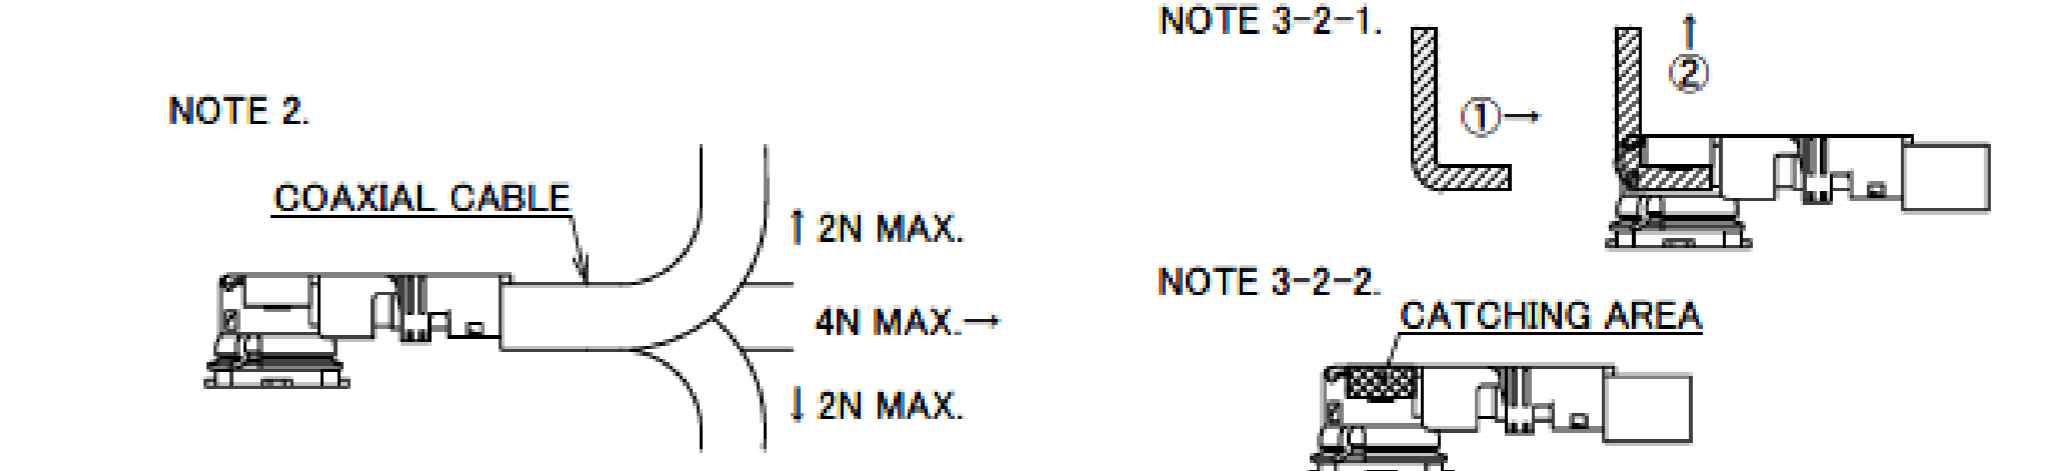 NOTE 2.
COAXIAL CABLE
↑ 2N MAX.
4N MAX.→
↓ 2N MAX.
NOTE 3-2-1.
①→
↑
②
NOTE 3-2-2.
CATCHING AREA